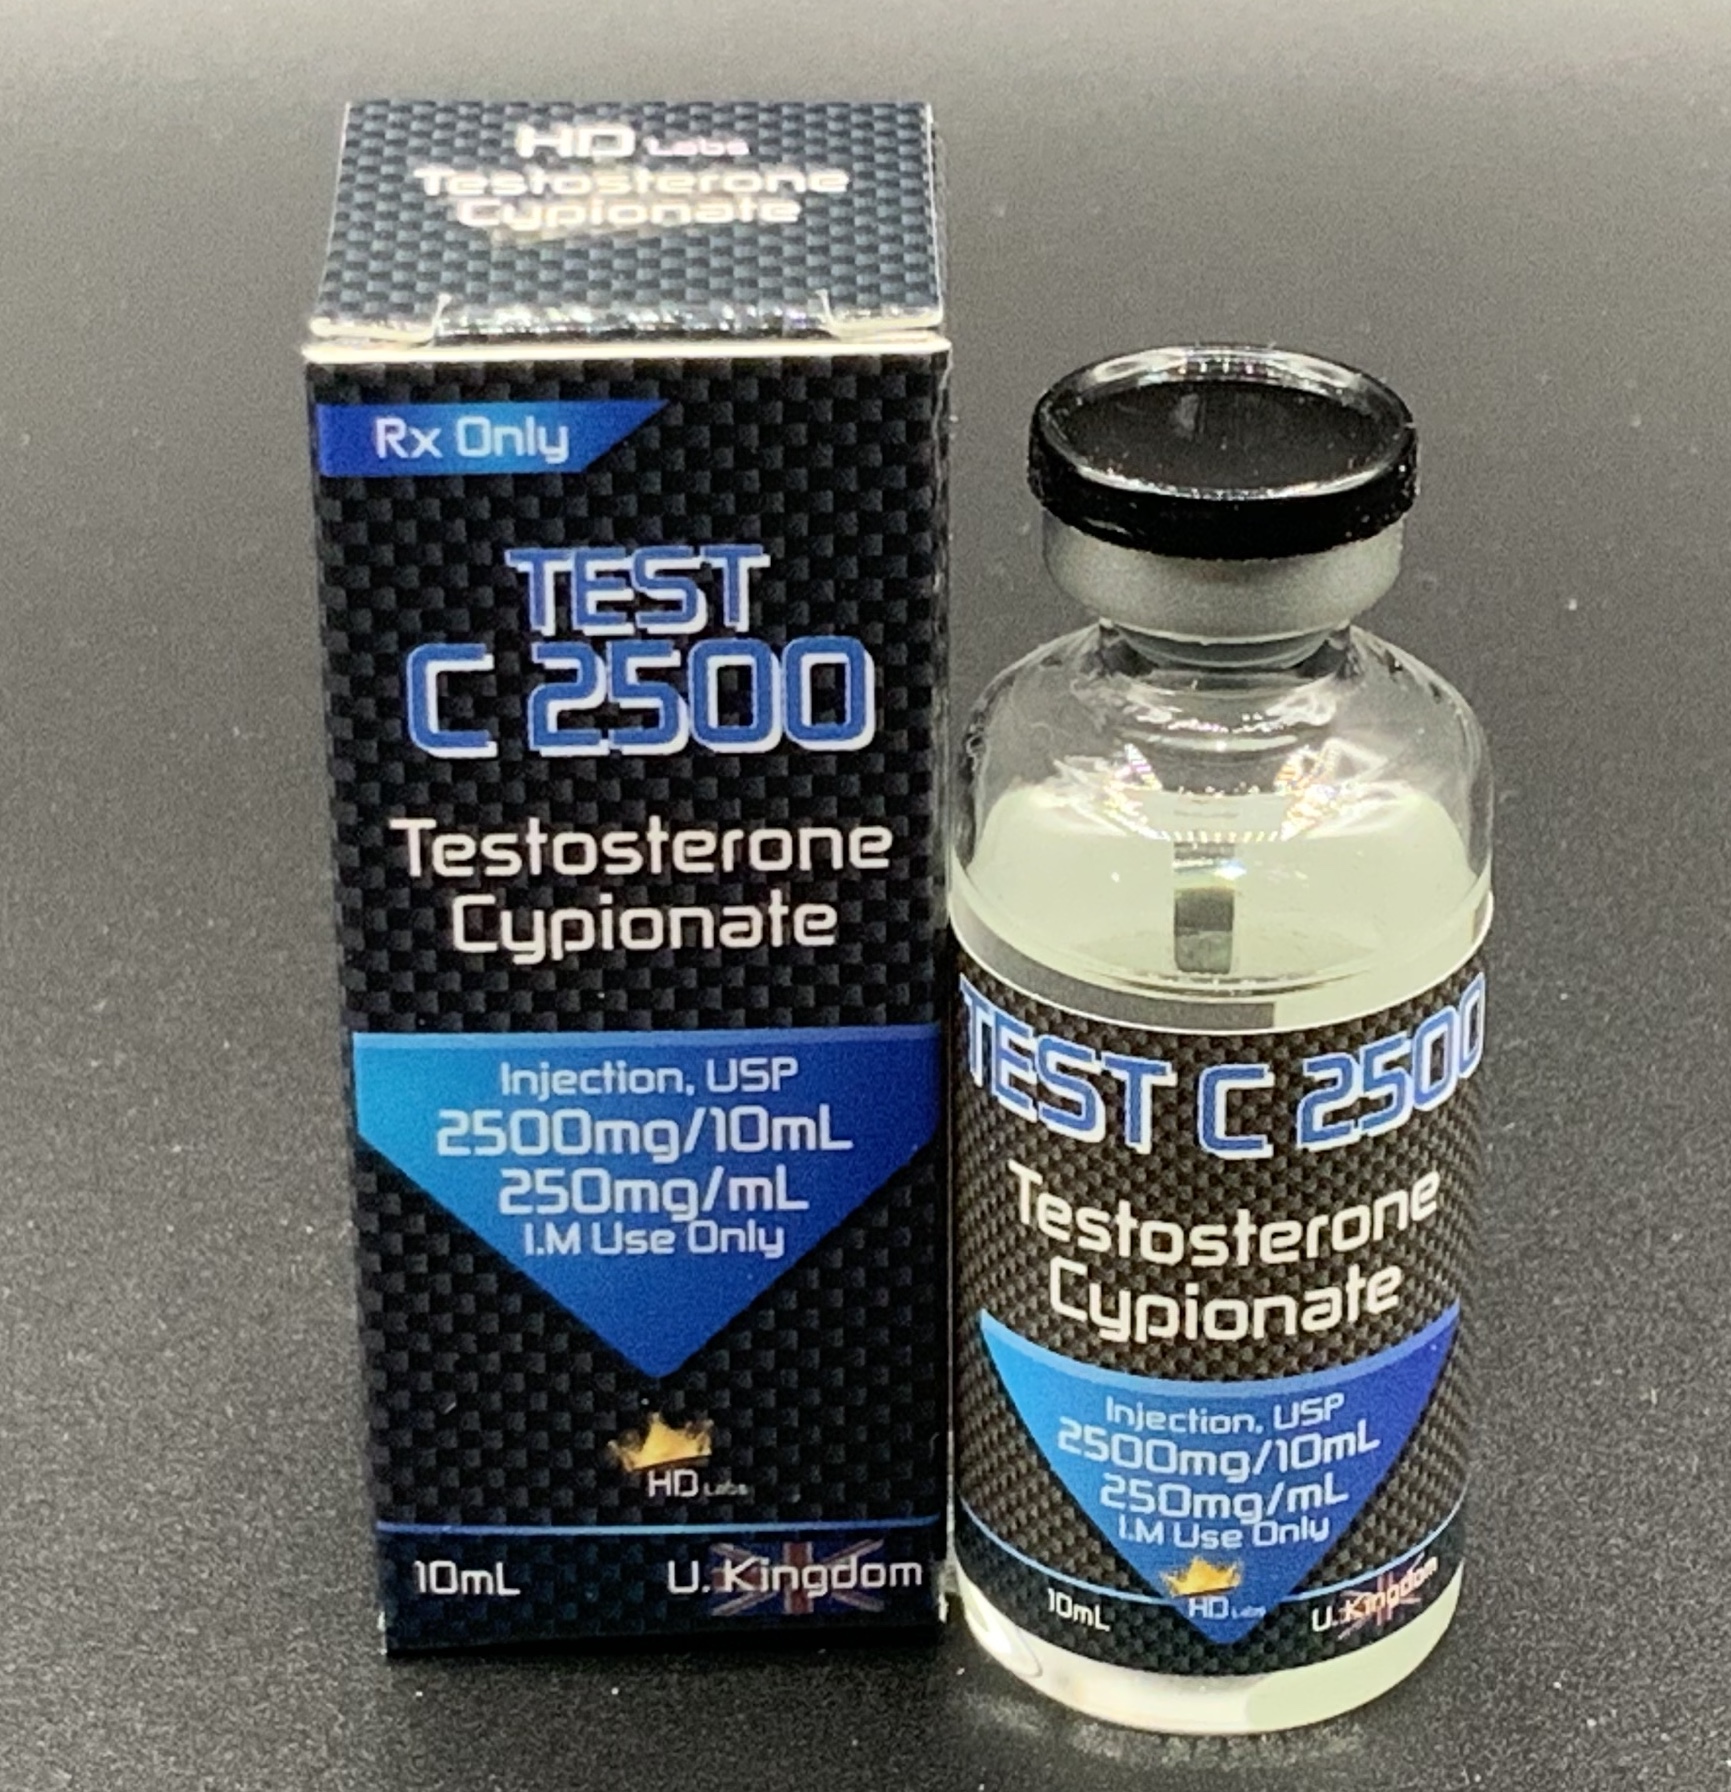 HD Labs
Testosterone
Cypionate
Rx Only
TEST
C 2500
Testosterone
Cypionate
Injection, USP
2500mg/10mL
250mg/mL
I.M Use Only
HD Labs
10mL
U. Kingdom
TEST C 2500
Testosterone
Cypionate
Injection, USP
2500mg/10mL
250mg/mL
I.M Use Only
HD Labs
10mL
U. Kingdom